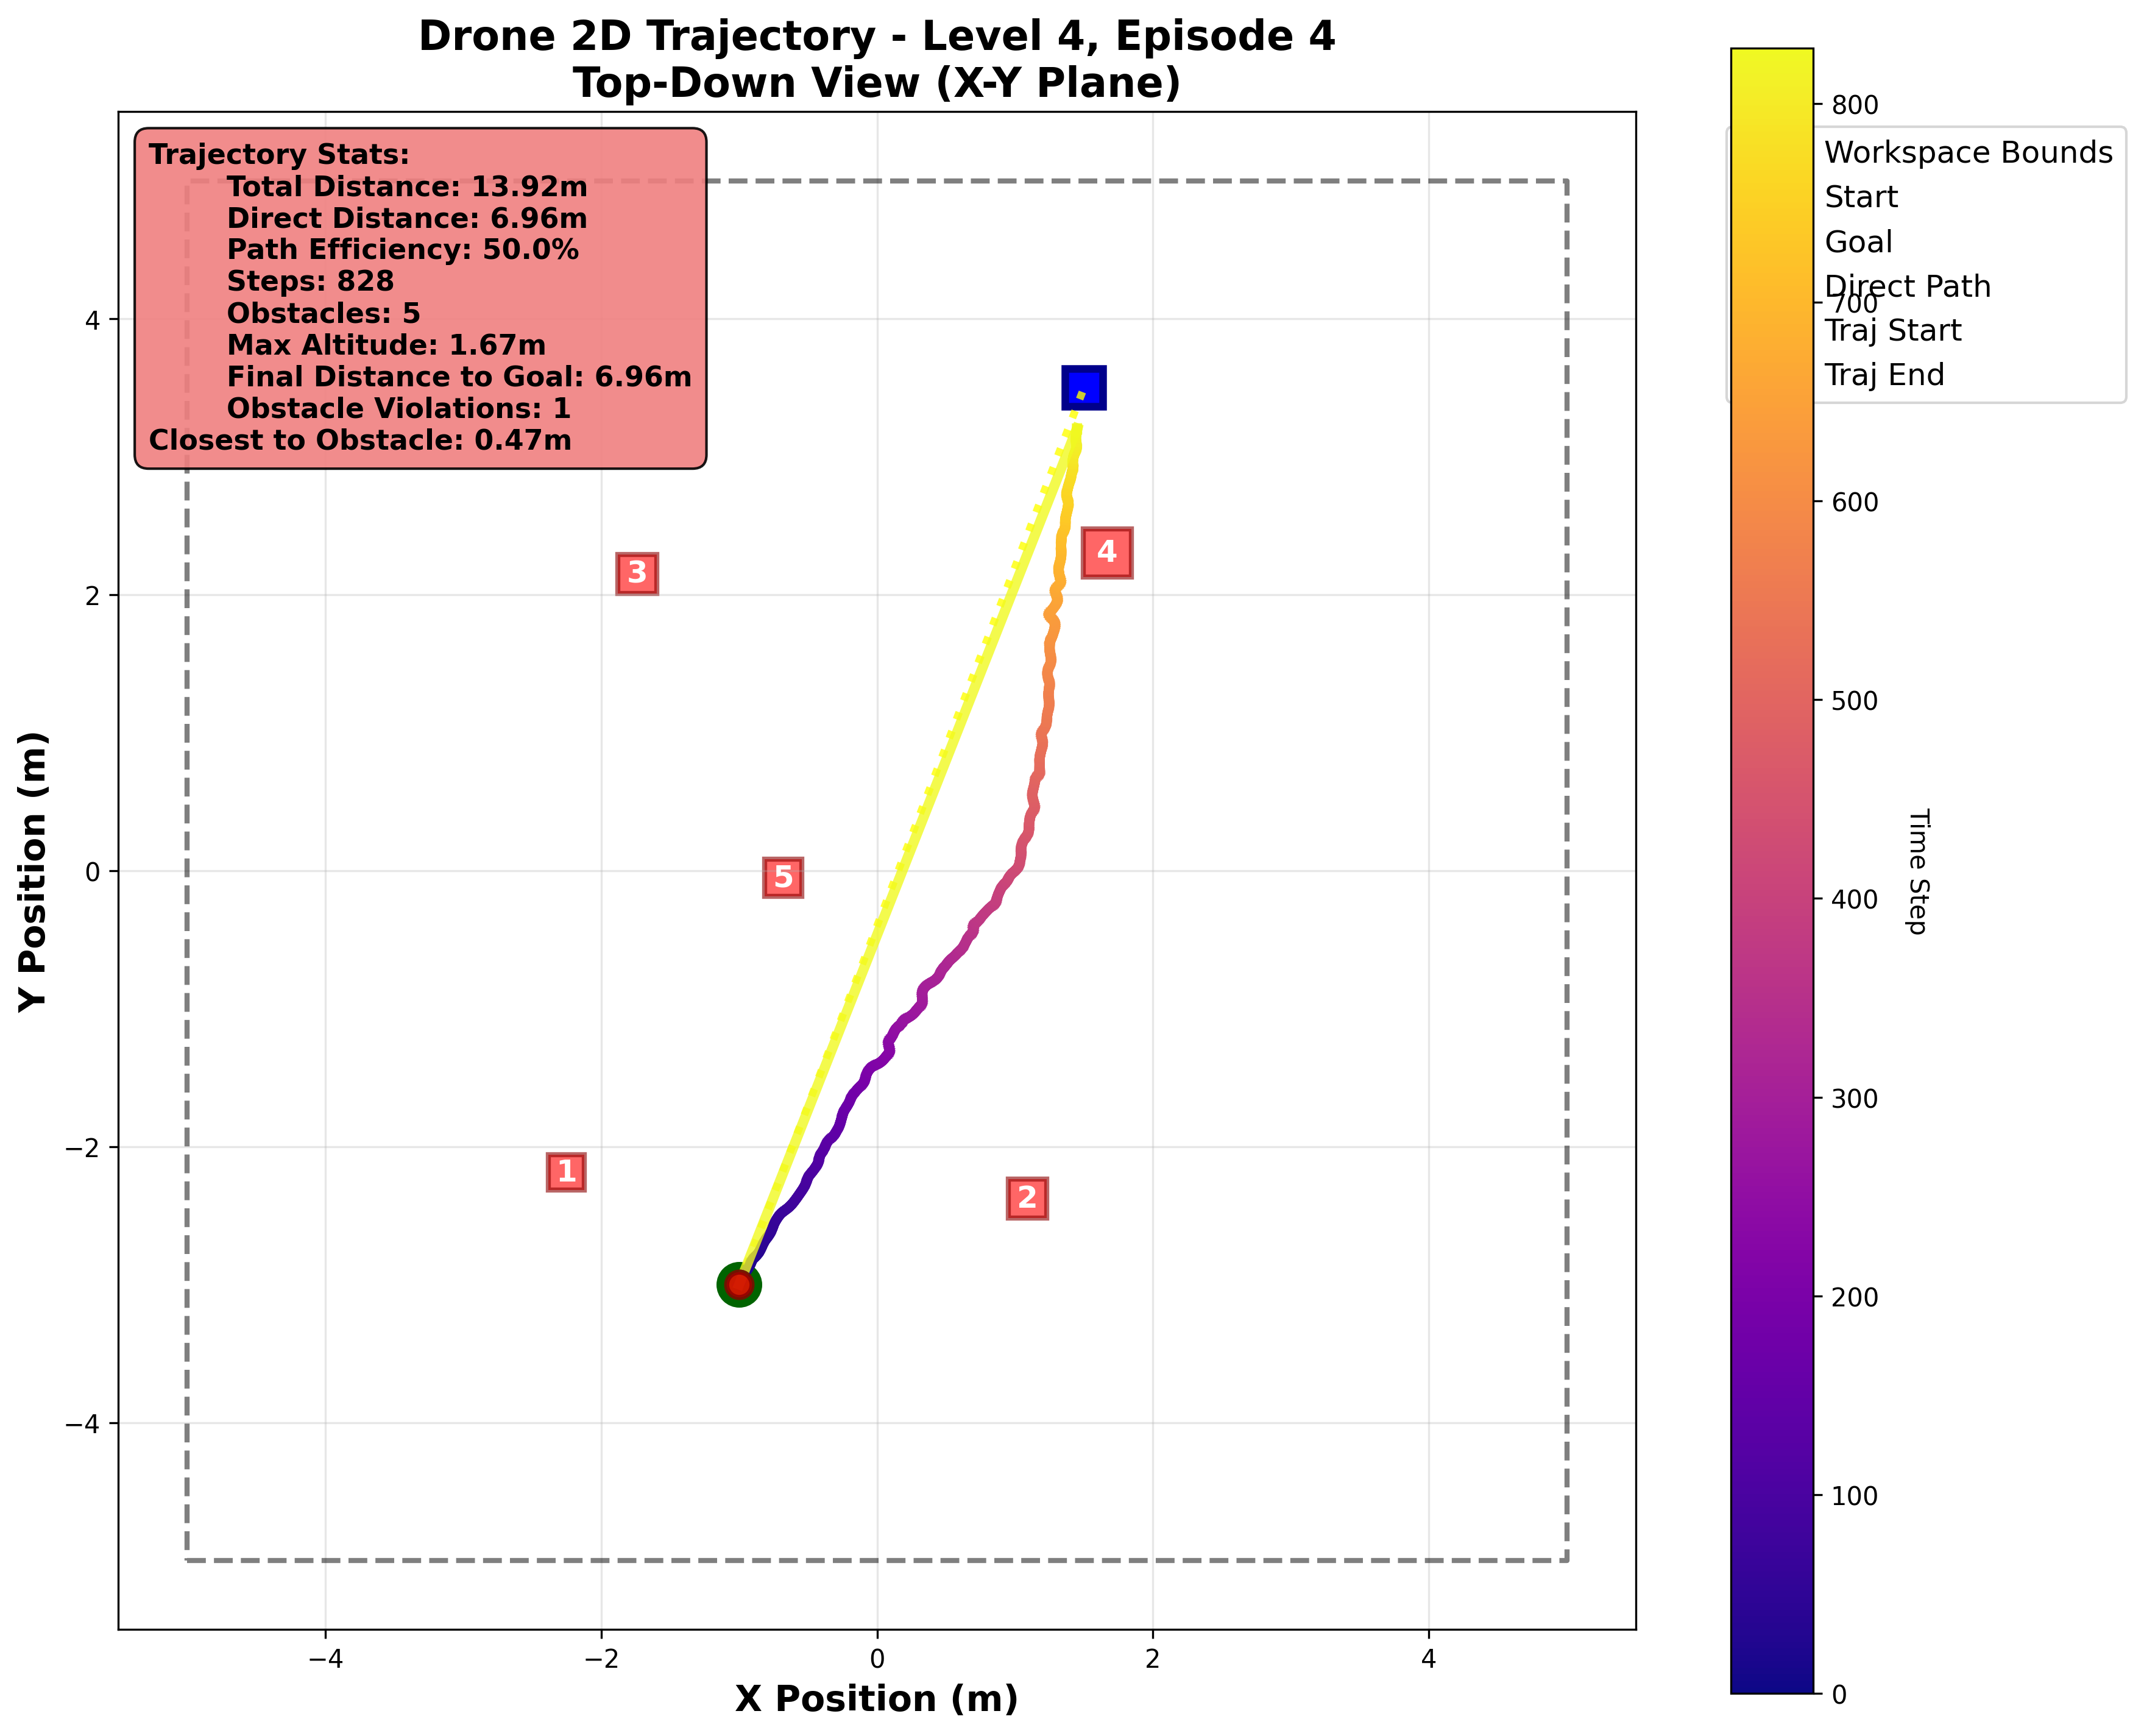 Drone 2D Trajectory - Level 4, Episode 4
Top-Down View (X-Y Plane)
Trajectory Stats:
Total Distance: 13.92m
Direct Distance: 6.96m
Path Efficiency: 50.0%
Steps: 828
Obstacles: 5
Max Altitude: 1.67m
Final Distance to Goal: 6.96m
Obstacle Violations: 1
Closest to Obstacle: 0.47m
Y Position (m)
4
2
0
−2
−4
3
4
5
1
2
−4
−2
0
2
4
X Position (m)
Workspace Bounds
Start
Goal
Direct Path
Traj Start
Traj End
800
700
600
500
400
300
200
100
0
Time Step